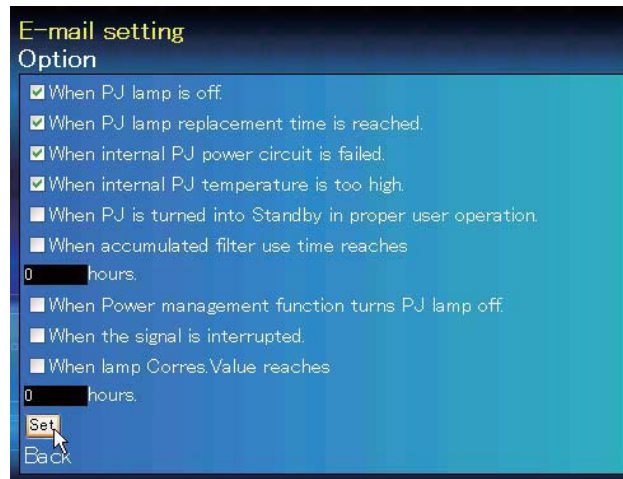 E-mail setting
Option
When PJ lamp is off.
When PJ lamp replacement time is reached.
When internal PJ power circuit is failed.
When internal PJ temperature is too high.
When PJ is turned into Standby in proper user operation.
When accumulated filter use time reaches
0 hours.
When Power management function turns PJ lamp off.
When the signal is interrupted.
When lamp Corres.Value reaches
0 hours.
Set
Back